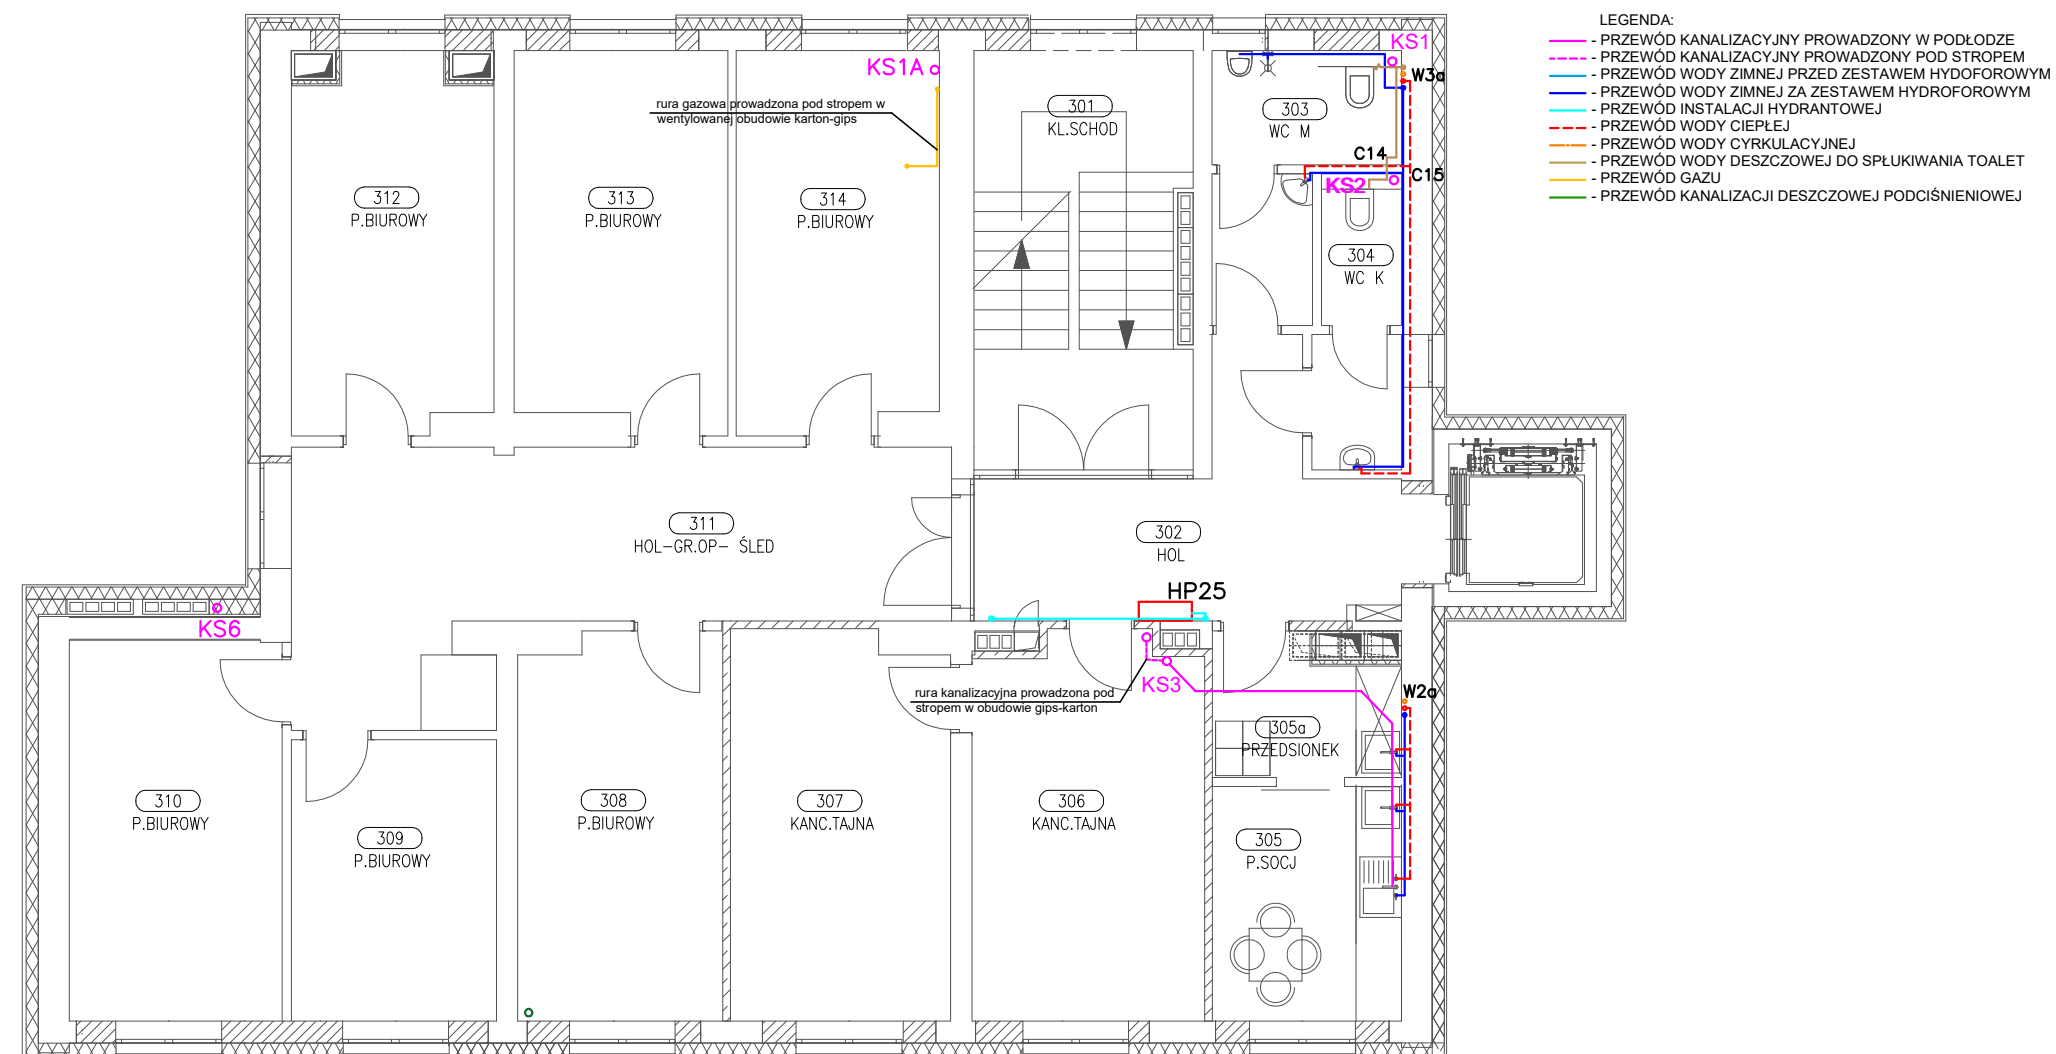 LEGENDA:
- PRZEWÓD KANALIZACYJNY PROWADZONY W PODŁODZE
- PRZEWÓD KANALIZACYJNY PROWADZONY POD STROPEM
- PRZEWÓD WODY ZIMNEJ PRZED ZESTAWEM HYDOFOROWYM
- PRZEWÓD WODY ZIMNEJ ZA ZESTAWEM HYDROFOROWYM
- PRZEWÓD INSTALACJI HYDRANTOWEJ
- PRZEWÓD WODY CIEPŁEJ
- PRZEWÓD WODY CYRKULACYJNEJ
- PRZEWÓD WODY DESZCZOWEJ DO SPŁUKIWANIA TOALET
- PRZEWÓD GAZU
- PRZEWÓD KANALIZACJI DESZCZOWEJ PODCIŚNIENIOWEJ
KS1
KS1A
W3a
rura gazowa prowadzona pod stropem w
wentylowanej obudowie karton-gips
301
KL.SCHOD
303
WC M
C14
C15
KS2
312
P.BIUROWY
313
P.BIUROWY
314
P.BIUROWY
304
WC K
311
HOL-GR.OP- ŚLED
302
HOL
HP25
KS6
KS3
rura kanalizacyjna prowadzona pod
stropem w obudowie gips-karton
W2a
305a
PRZEDSIONEK
310
P.BIUROWY
309
P.BIUROWY
308
P.BIUROWY
307
KANC.TAJNA
306
KANC.TAJNA
305
P.SOCJ